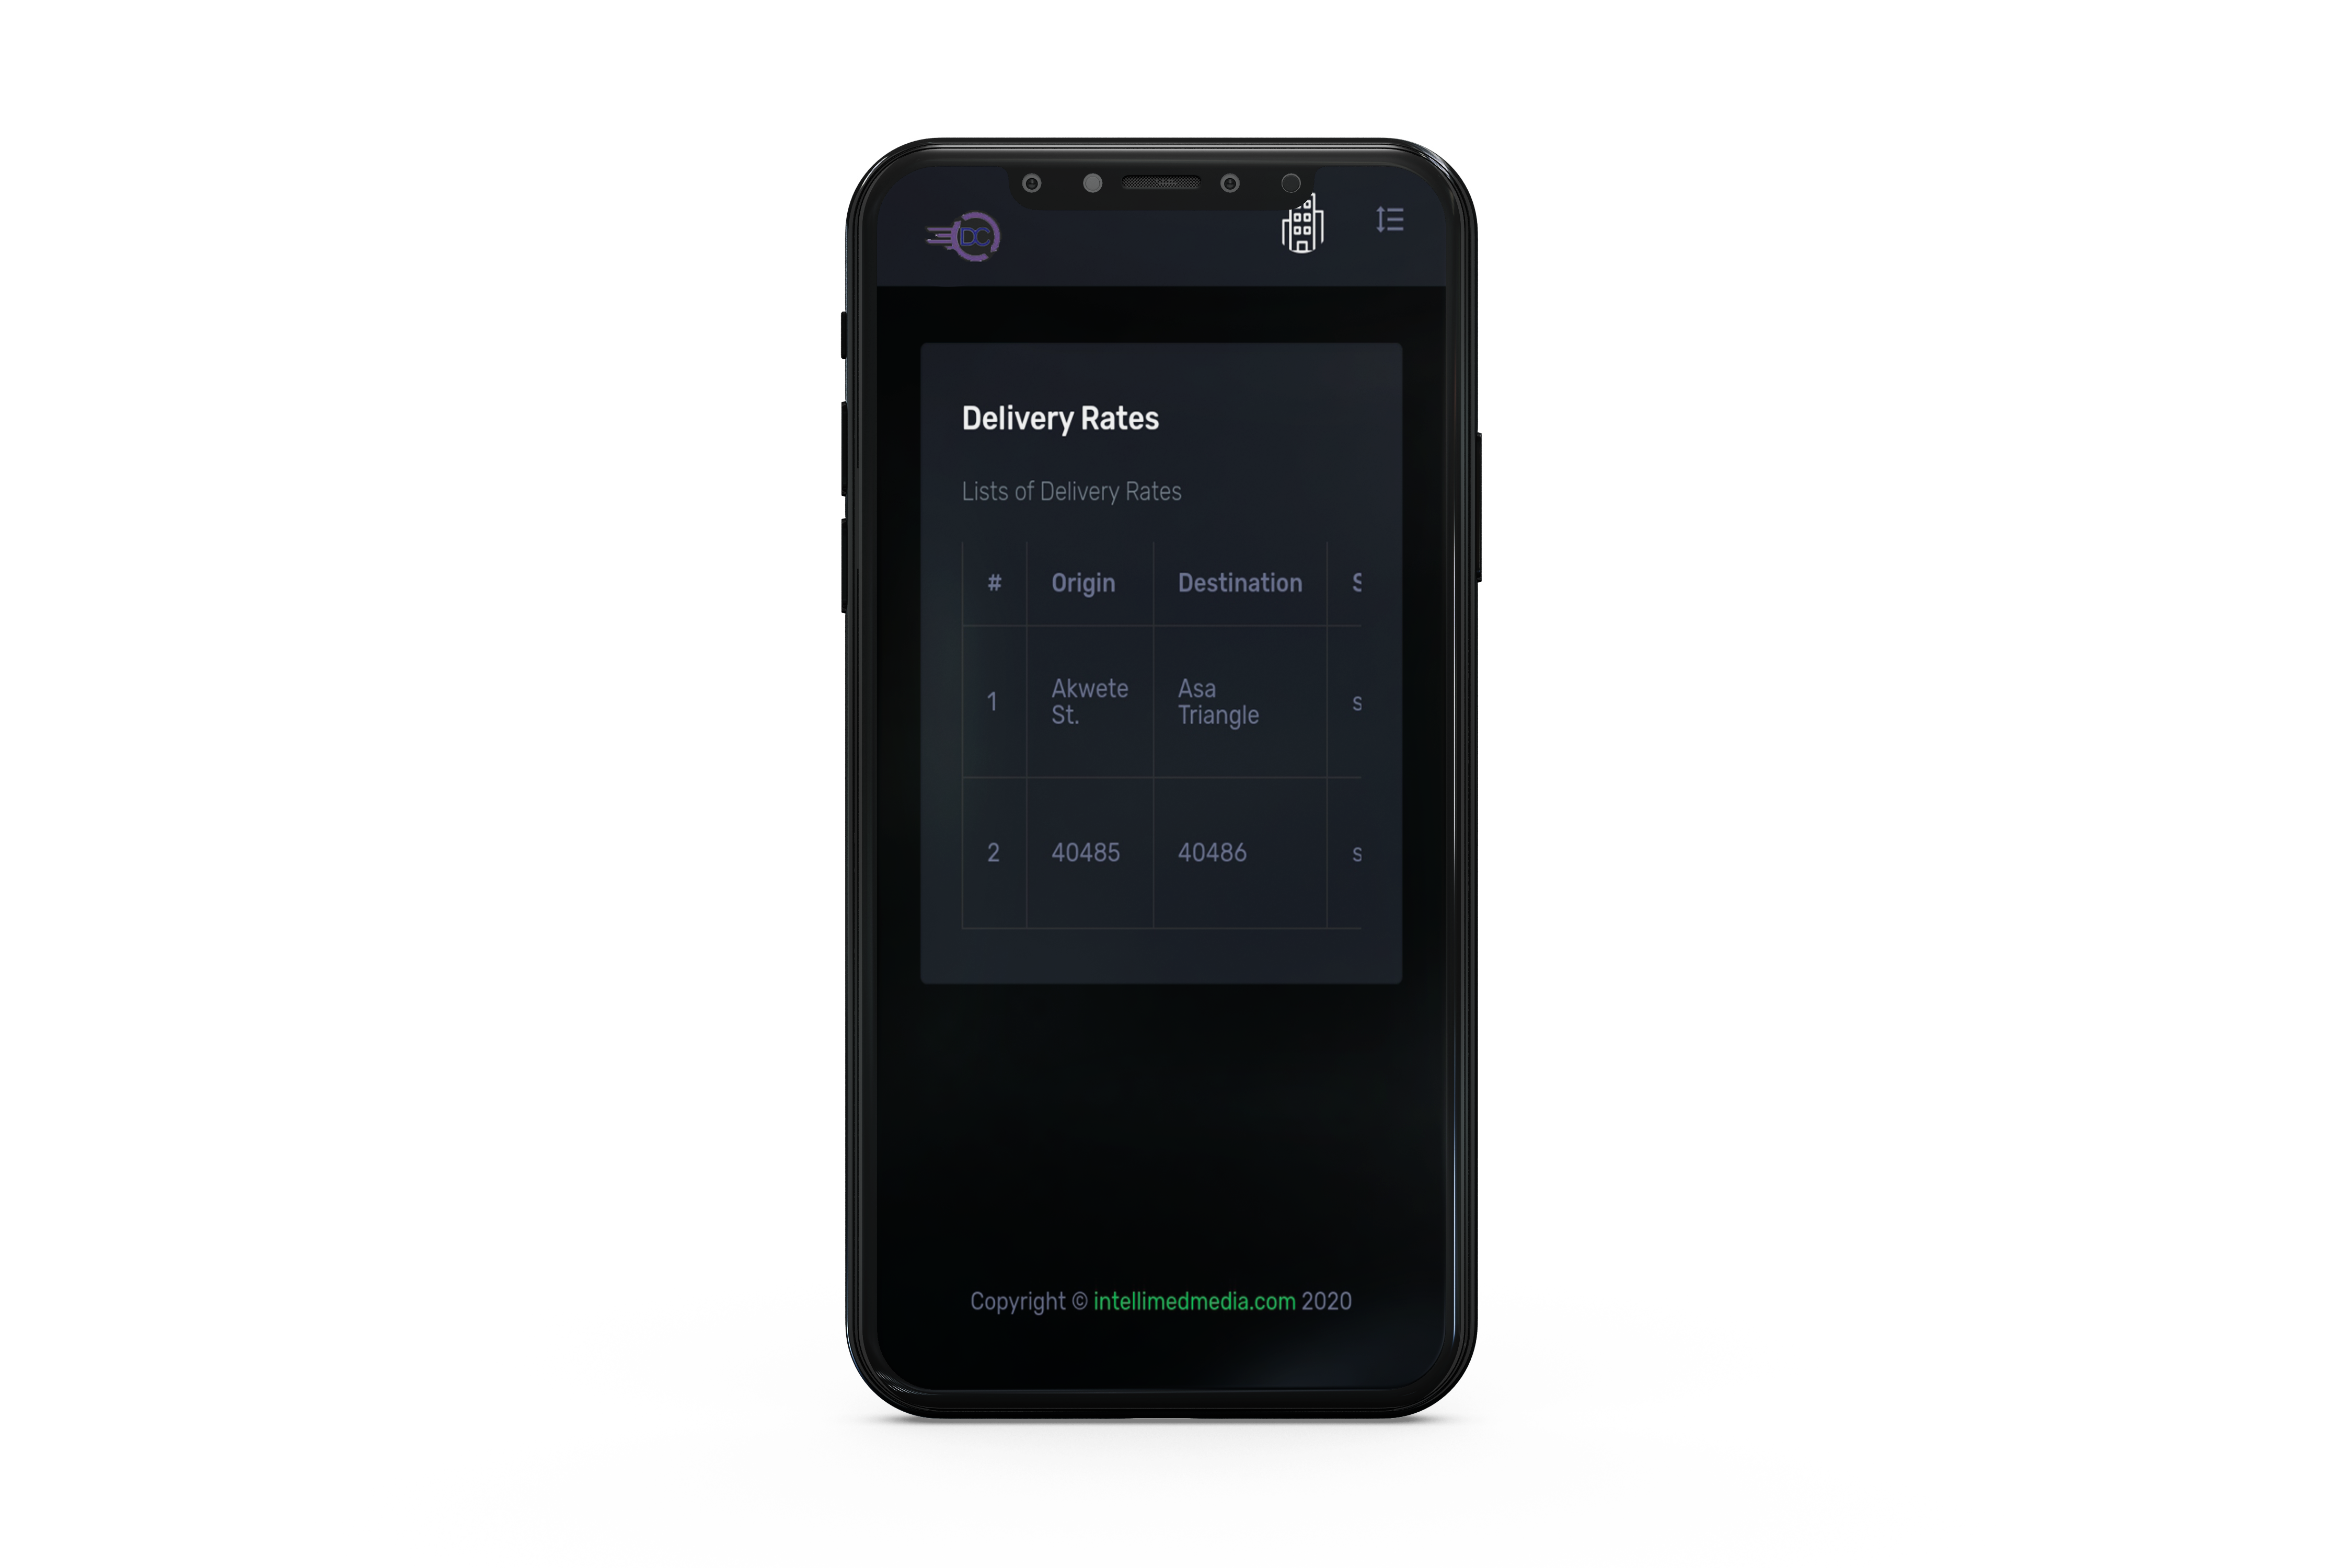 DC
Delivery Rates
Lists of Delivery Rates
# Origin Destination S
1 Akwete St. Asa Triangle s
2 40485 40486 s
Copyright © intellimedmedia.com 2020